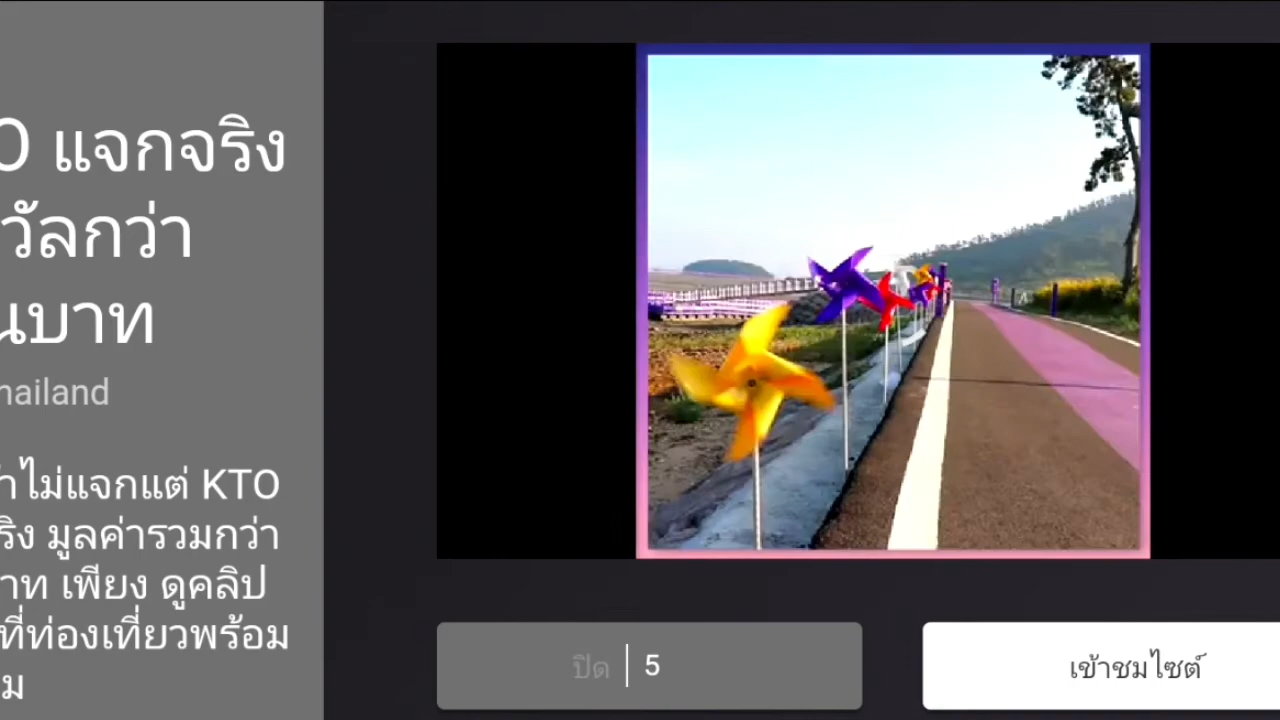 O แจกจริง
วัลกว่า
นบาท
hailand
าไม่แจกแต่ KTO
ริง มูลค่ารวมกว่า
าท เพียง ดูคลิป
ที่ท่องเที่ยวพร้อม
ม
ปิด | 5
เข้าชมไซต์